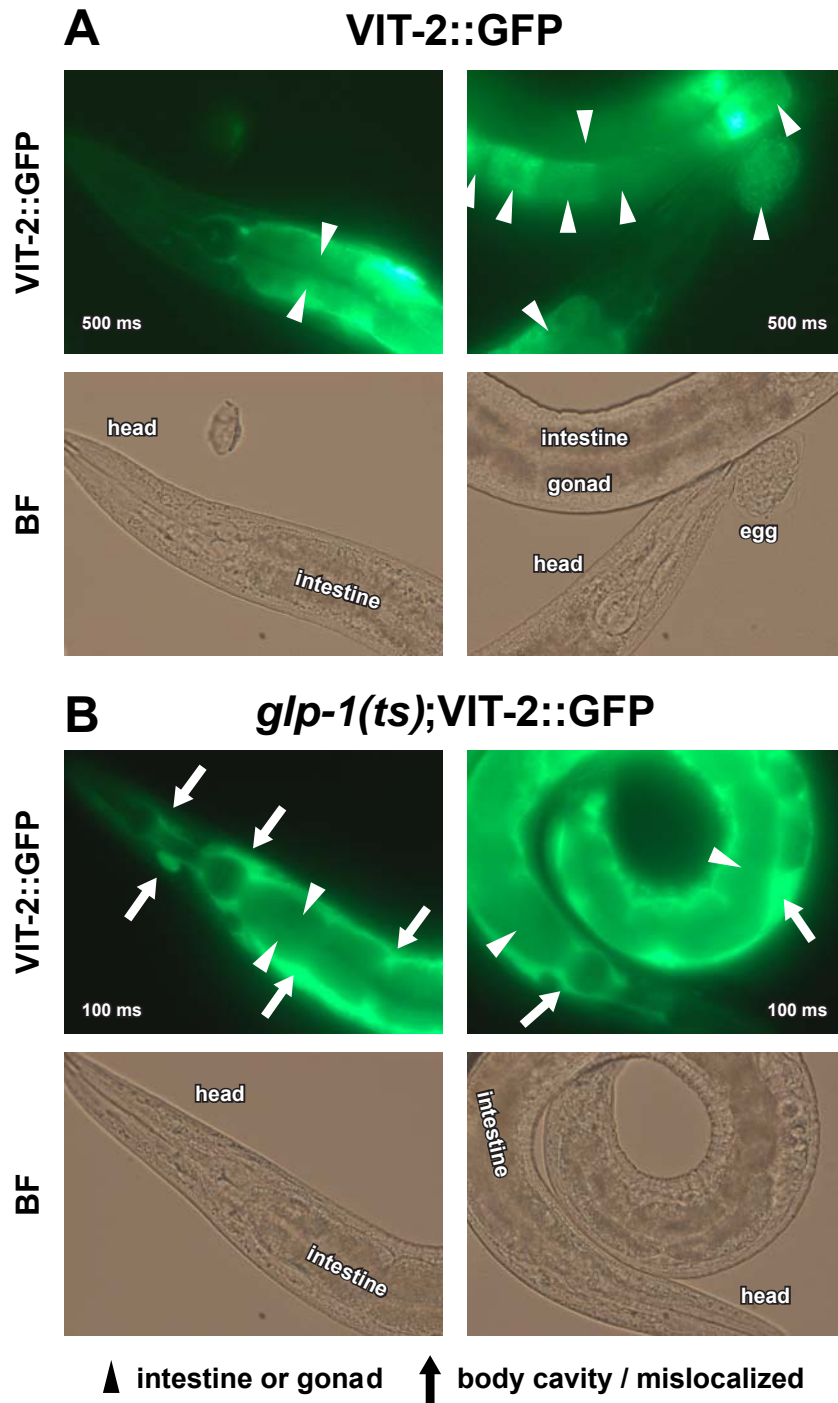 A
VIT-2::GFP
VIT-2::GFP
500 ms
500 ms
BF
head
intestine
intestine
gonad
egg
head
B
glp-1(ts);VIT-2::GFP
VIT-2::GFP
100 ms
100 ms
BF
head
intestine
intestine
head
intestine or gonad
body cavity / mislocalized